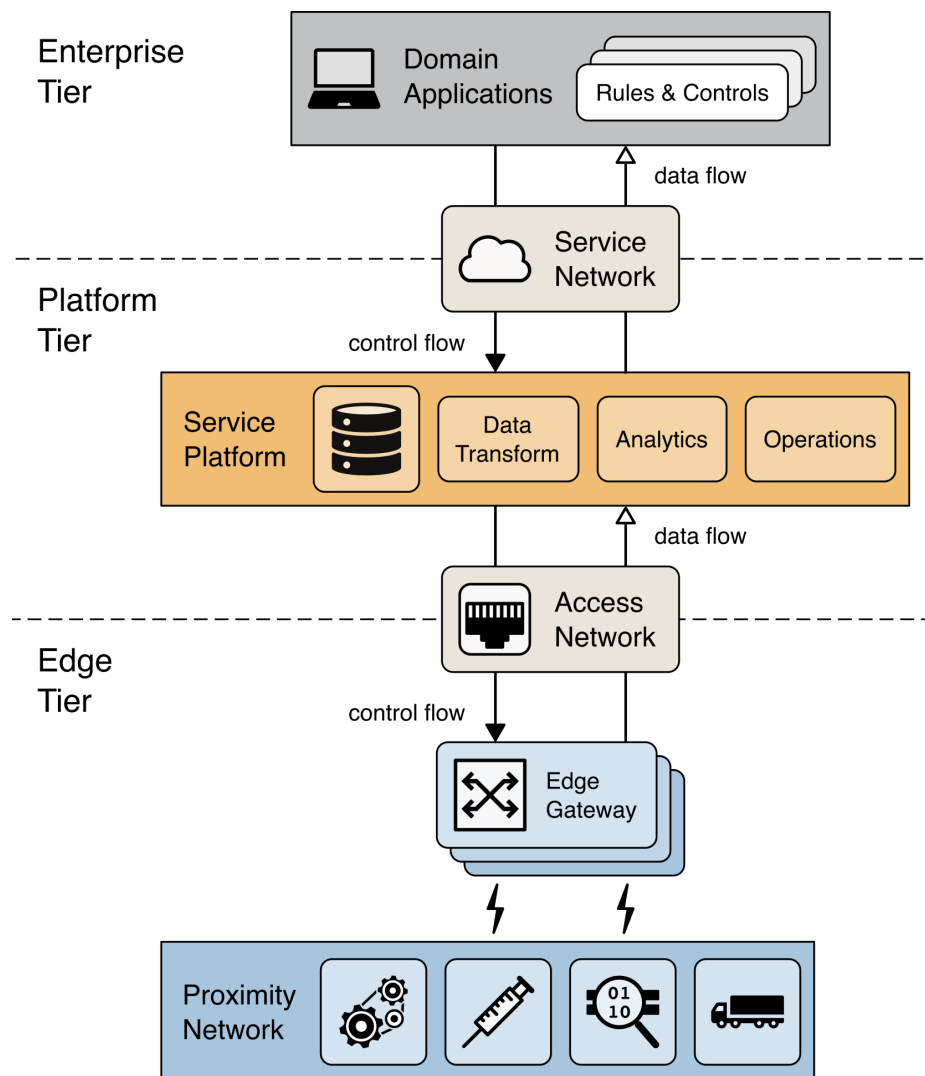 Enterprise
Tier
Domain
Applications
Rules & Controls
data flow
Service
Network
Platform
Tier
control flow
Service
Platform
Data
Transform
Analytics
Operations
data flow
Access
Network
Edge
Tier
control flow
Edge
Gateway
Proximity
Network
01
10